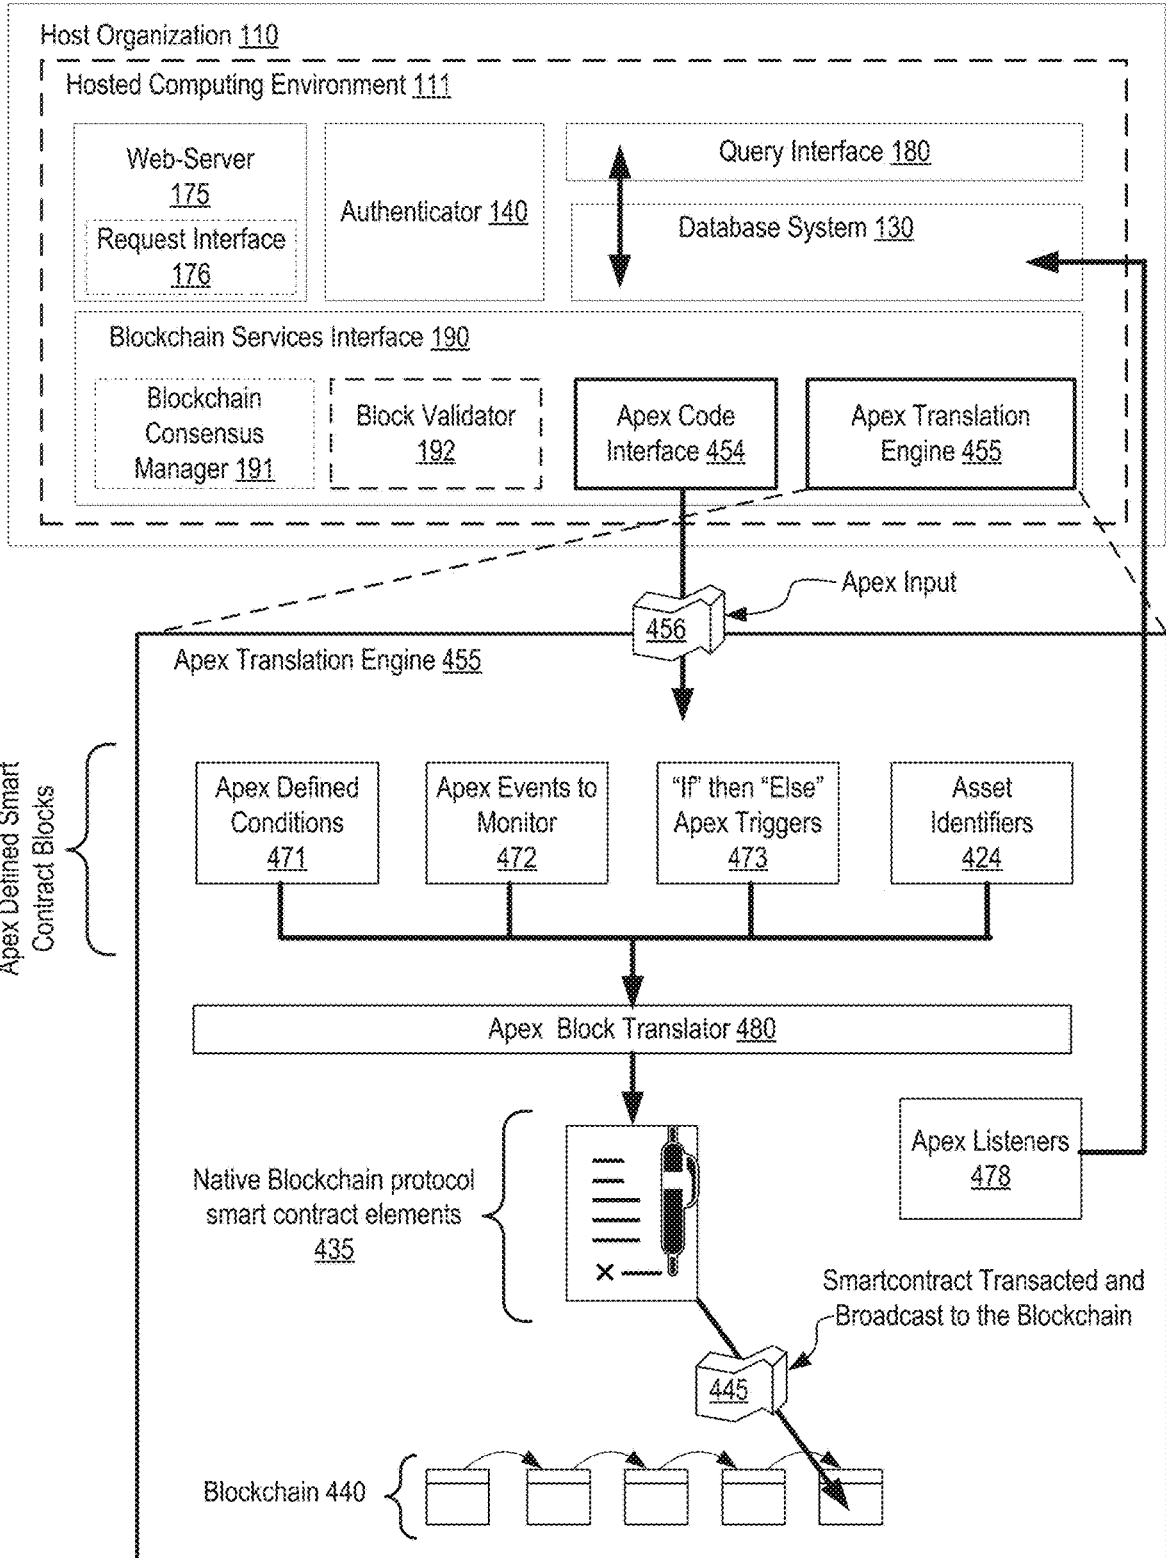 Host Organization 110
Hosted Computing Environment 111
Web-Server
175
Request Interface
176
Authenticator 140
Query Interface 180
Database System 130
Blockchain Services Interface 190
Blockchain
Consensus
Manager 191
Block Validator
192
Apex Code
Interface 454
Apex Translation
Engine 455
Apex Input
456
Apex Translation Engine 455
Apex Defined Smart
Contract Blocks
Apex Defined
Conditions
471
Apex Events to
Monitor
472
“If” then “Else”
Apex Triggers
473
Asset
Identifiers
424
Apex Block Translator 480
Native Blockchain protocol
smart contract elements
435
Apex Listeners
478
Smartcontract Transacted and
Broadcast to the Blockchain
445
Blockchain 440